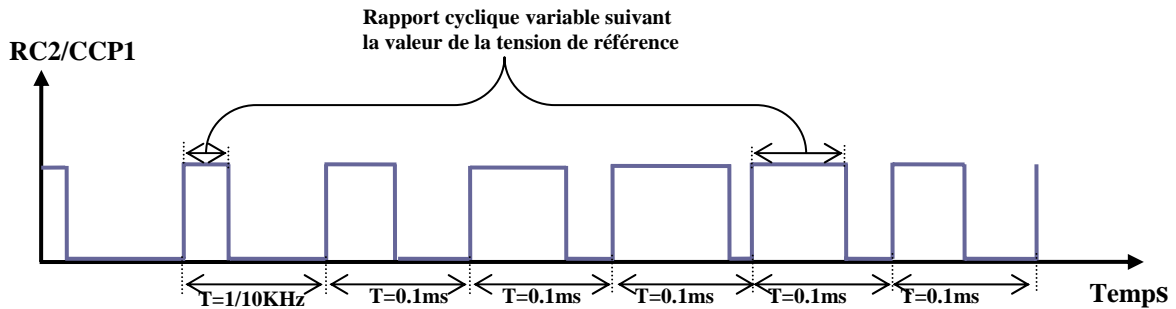 Rapport cyclique variable suivant
la valeur de la tension de référence
RC2/CCP1
T=1/10KHz
T=0.1ms
T=0.1ms
T=0.1ms
T=0.1ms
T=0.1ms
Temps